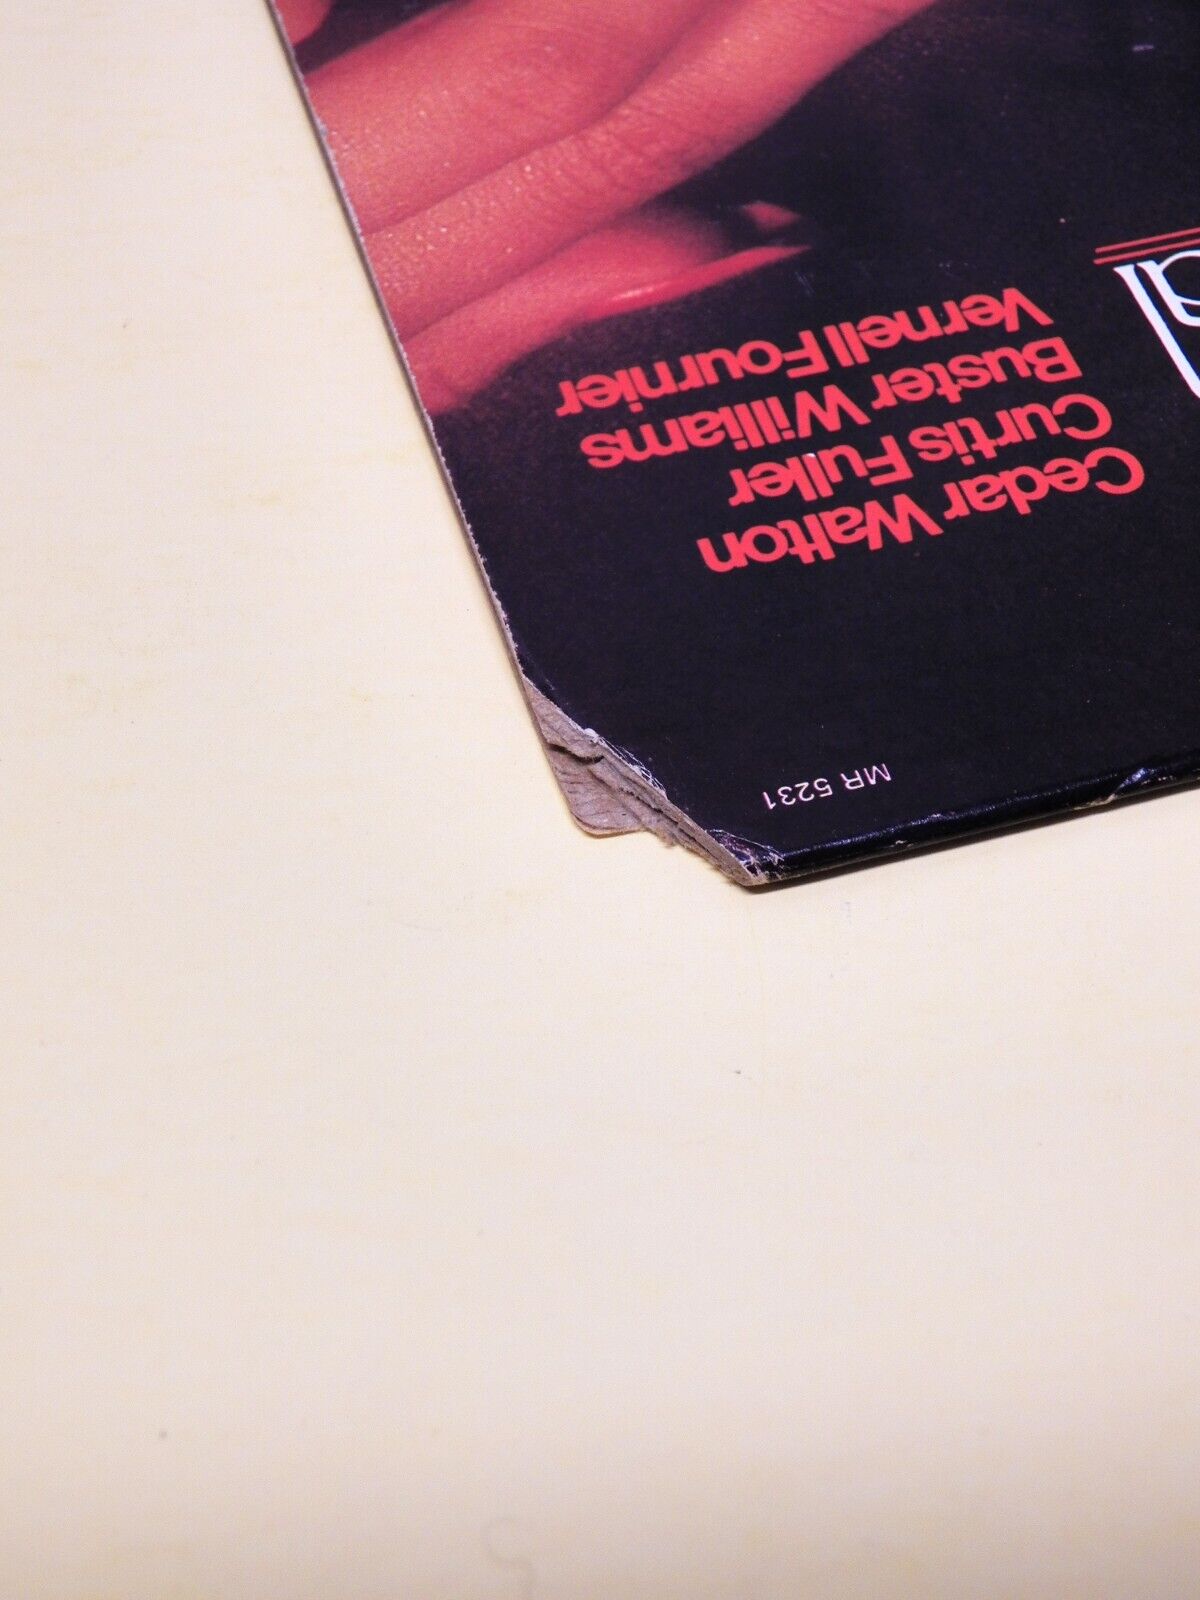 MR 5231
Cedar Walton
Curtis Fuller
Buster Williams
Vernell Fournier